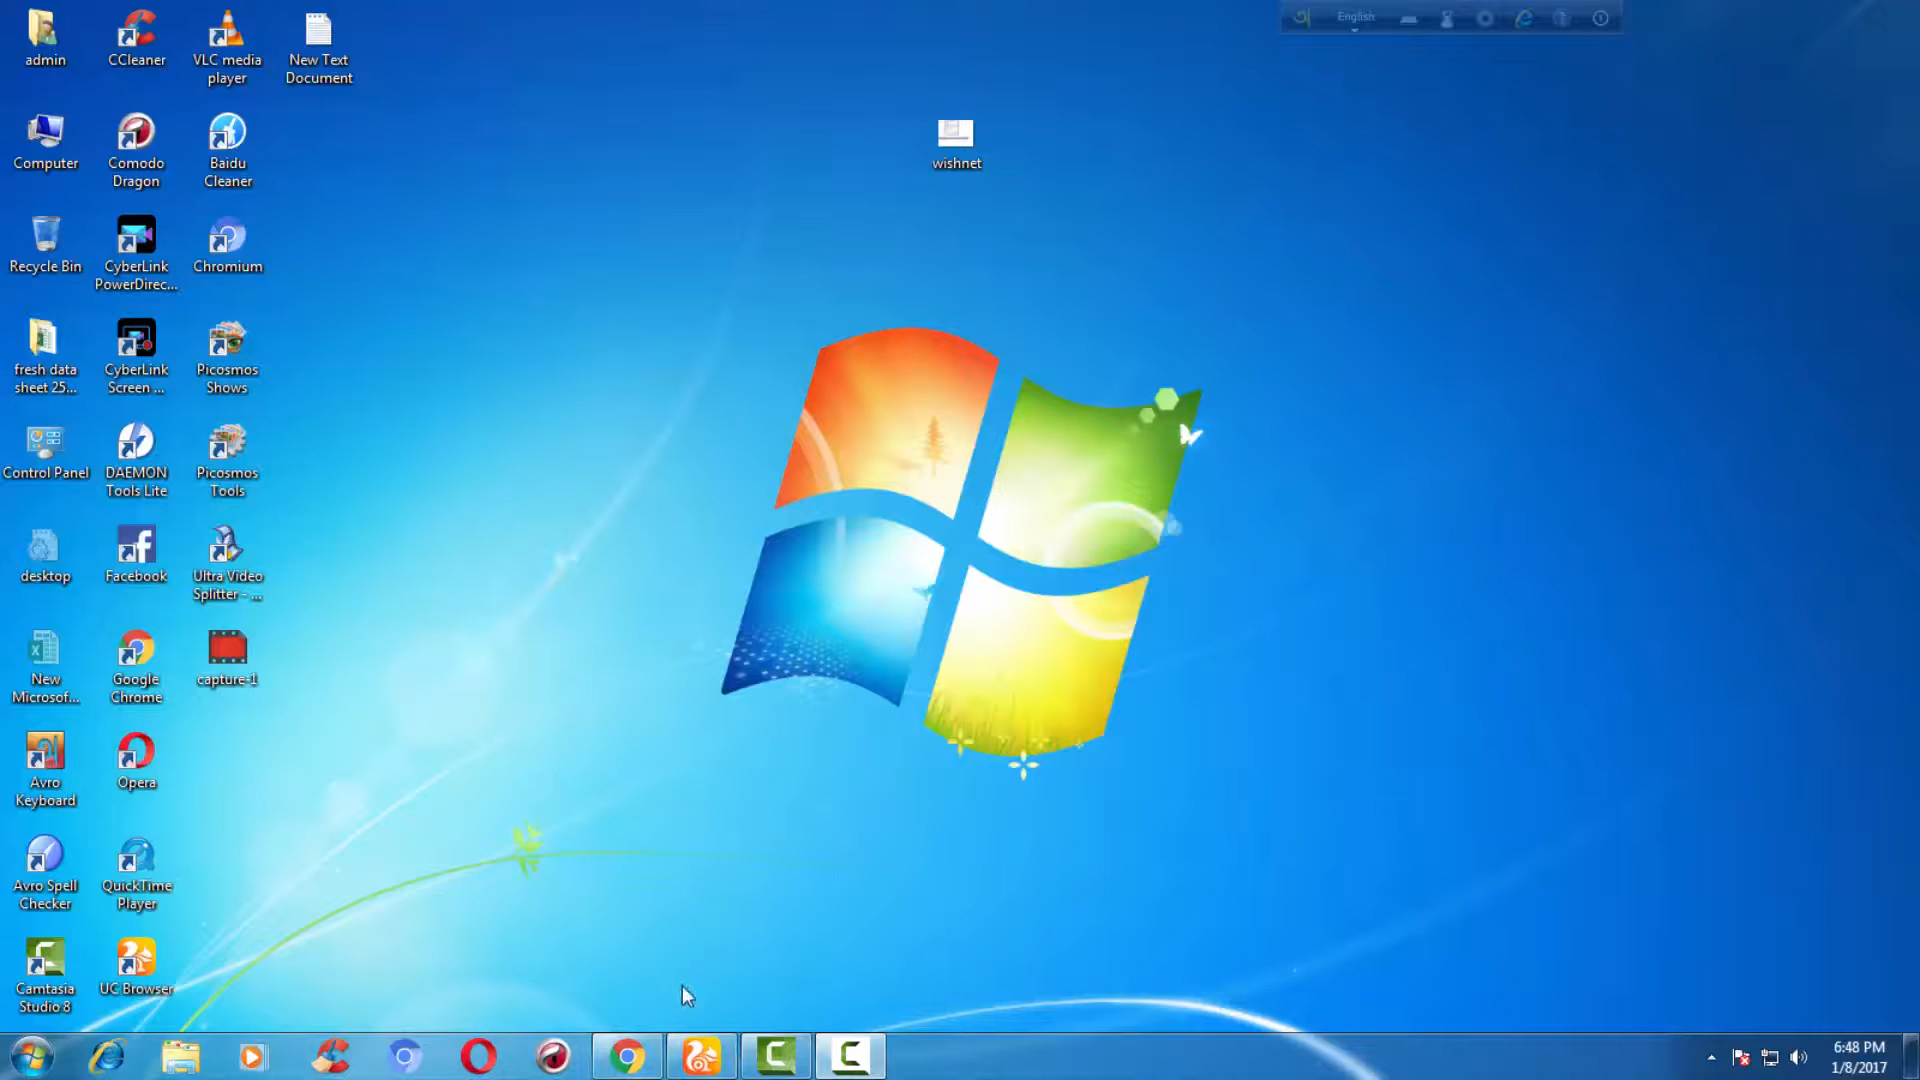 English
admin
CCleaner
VLC media
player
New Text
Document
Computer
Comodo
Dragon
Baidu
Cleaner
wishnet
Recycle Bin
CyberLink
PowerDirec...
Chromium
fresh data
sheet 25...
CyberLink
Screen ...
Picosmos
Shows
Control Panel
DAEMON
Tools Lite
Picosmos
Tools
desktop
Facebook
Ultra Video
Splitter - ...
New
Microsof...
Google
Chrome
capture-1
Avro
Keyboard
Opera
Avro Spell
Checker
QuickTime
Player
Camtasia
Studio 8
UC Browser
6:48 PM
1/8/2017